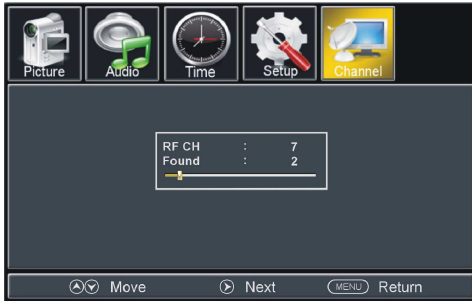 Picture Audio Time Setup Channel
RF CH : 7
Found : 2
Move Next MENU Return